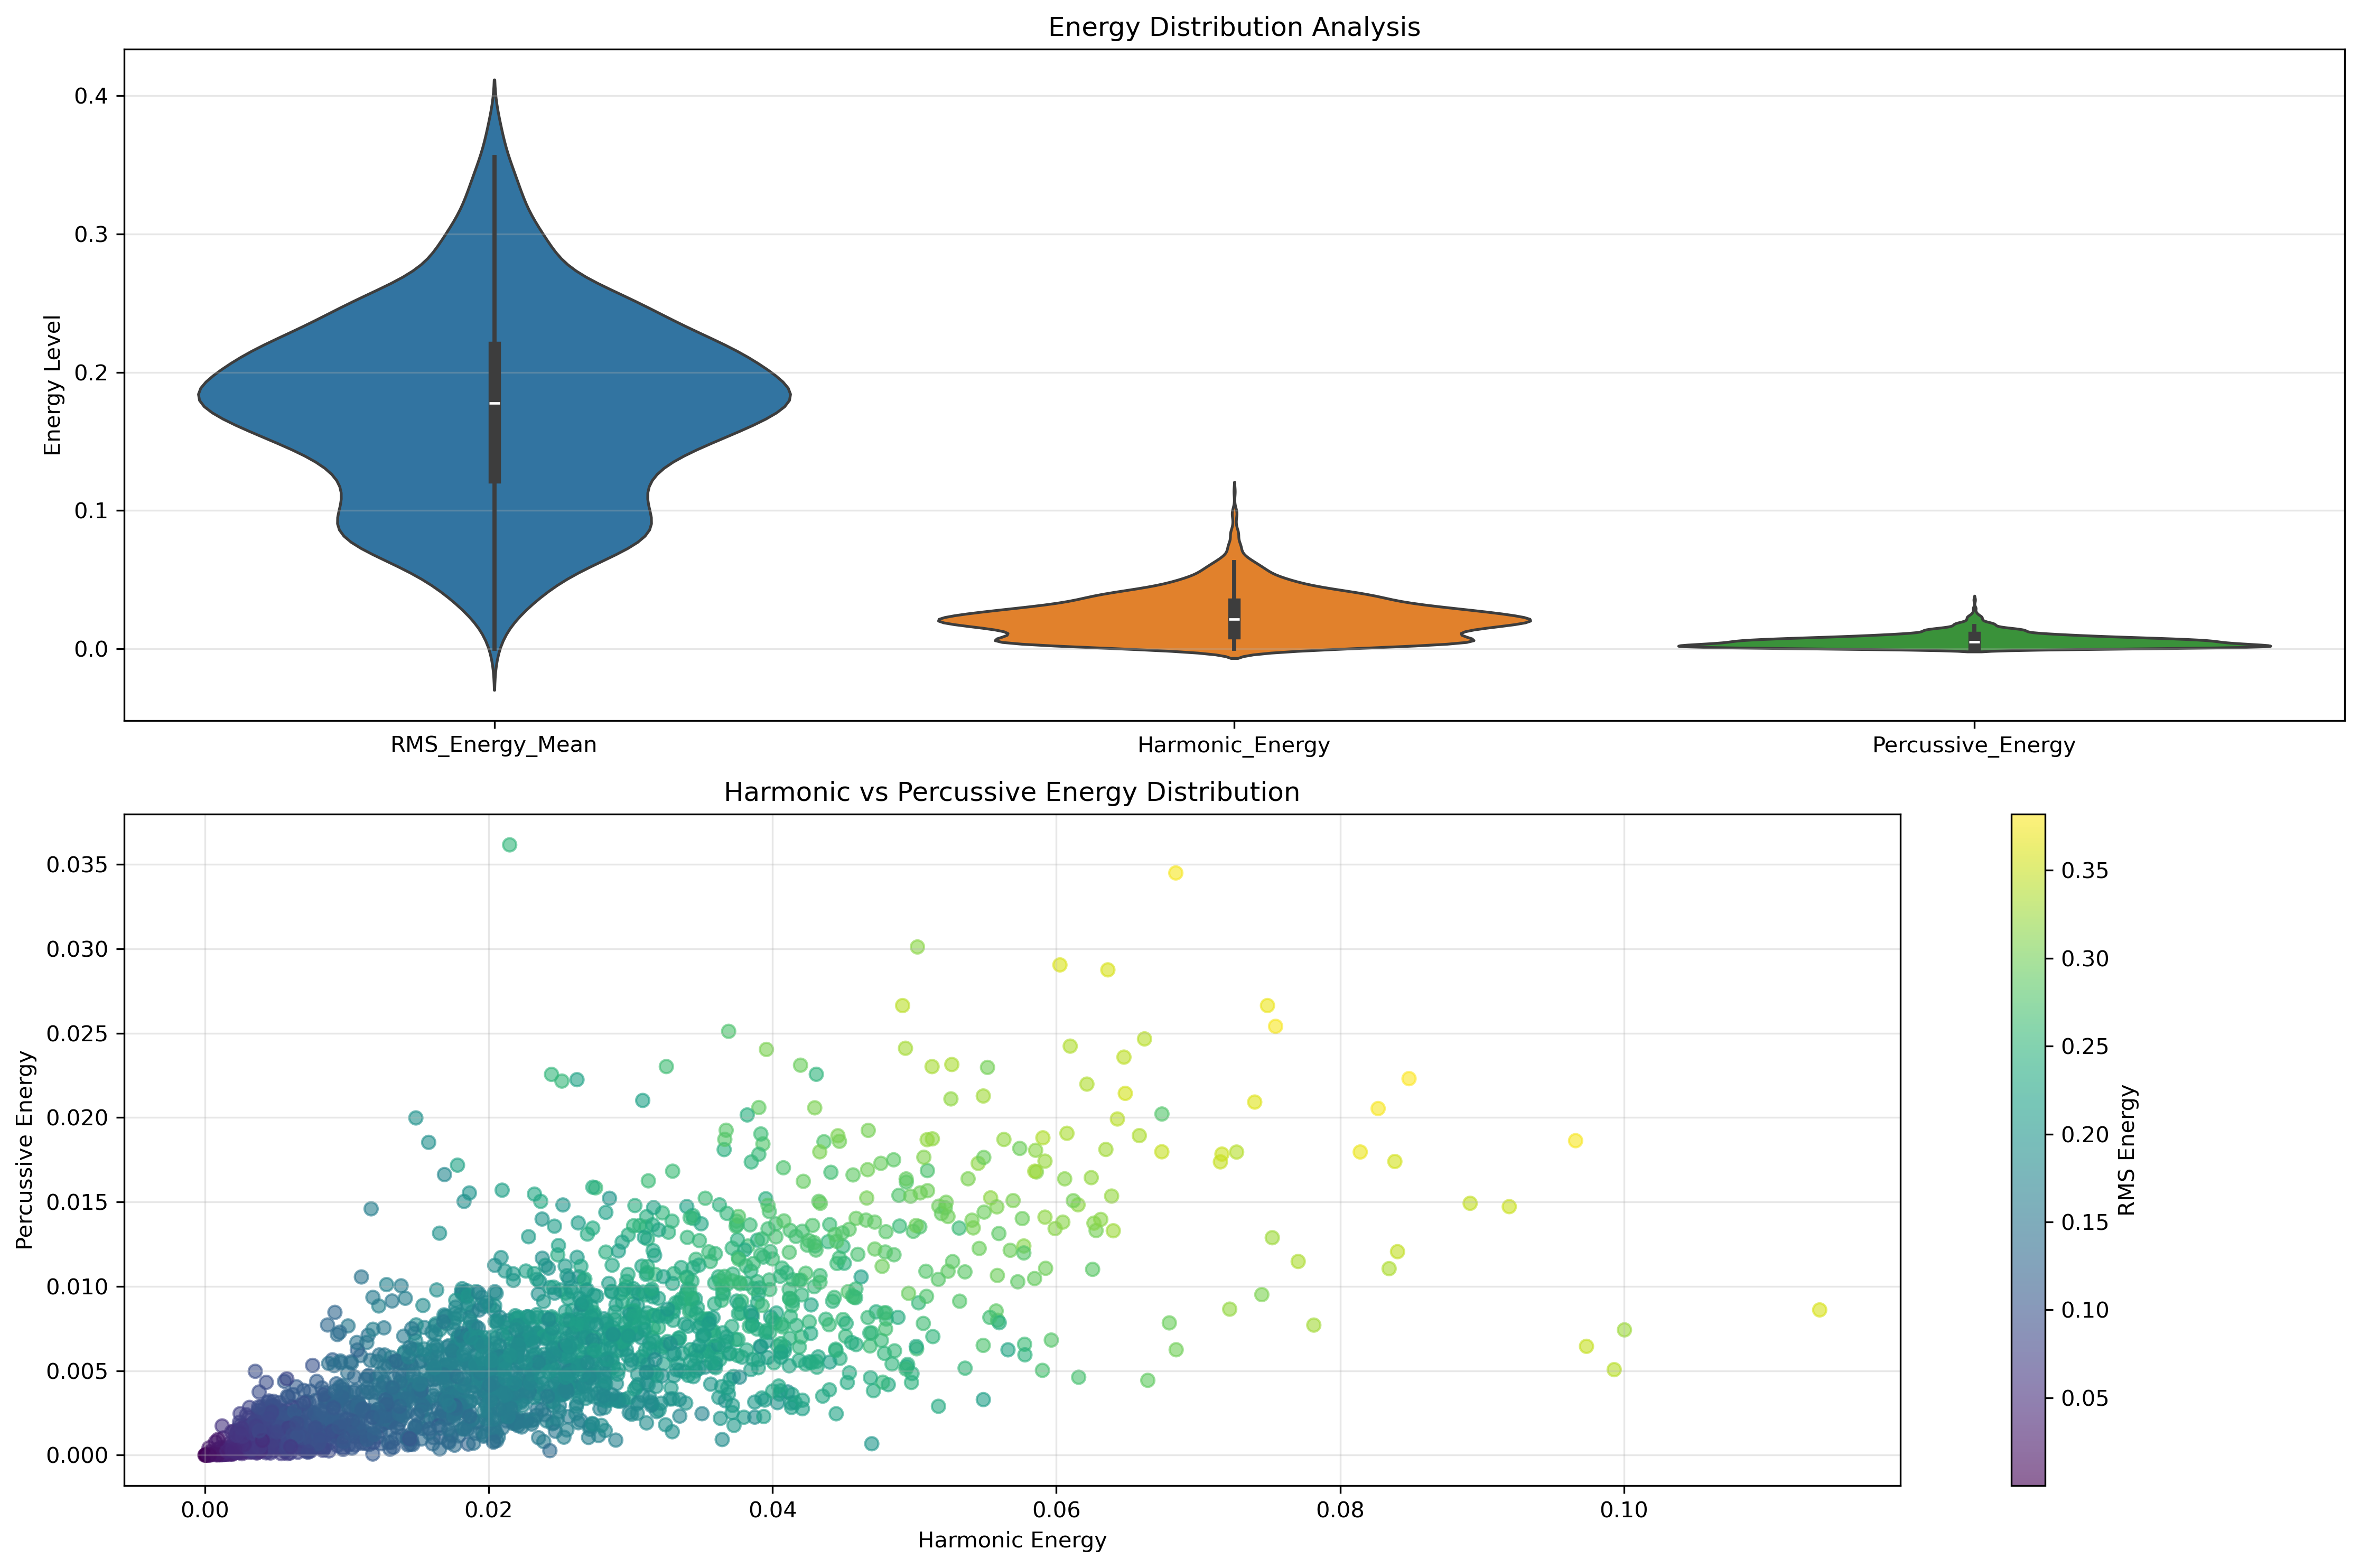 Energy Distribution Analysis
Energy Level
0.4
0.3
0.2
0.1
0.0
RMS_Energy_Mean
Harmonic_Energy
Percussive_Energy
Harmonic vs Percussive Energy Distribution
Percussive Energy
0.035
0.030
0.025
0.020
0.015
0.010
0.005
0.000
0.00
0.02
0.04
0.06
0.08
0.10
Harmonic Energy
0.35
0.30
0.25
0.20
0.15
0.10
0.05
RMS Energy